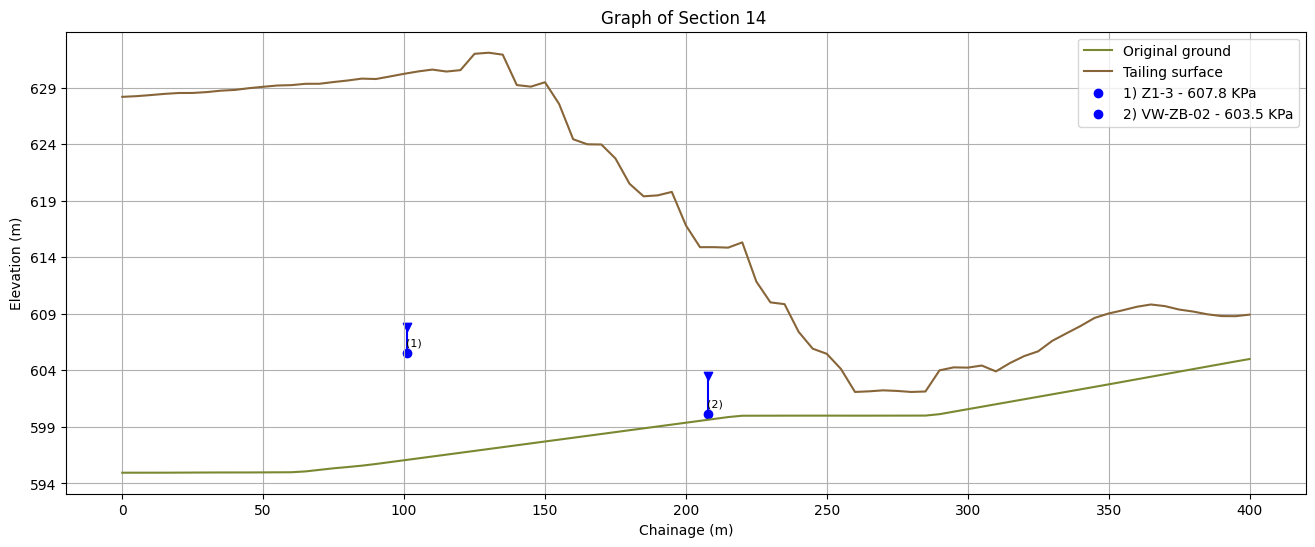 Graph of Section 14
Original ground
Tailing surface
1) Z1-3 - 607.8 KPa
2) VW-ZB-02 - 603.5 KPa
629
624
619
614
609
604
599
594
Elevation (m)
(1)
(2)
0 50 100 150 200 250 300 350 400
Chainage (m)